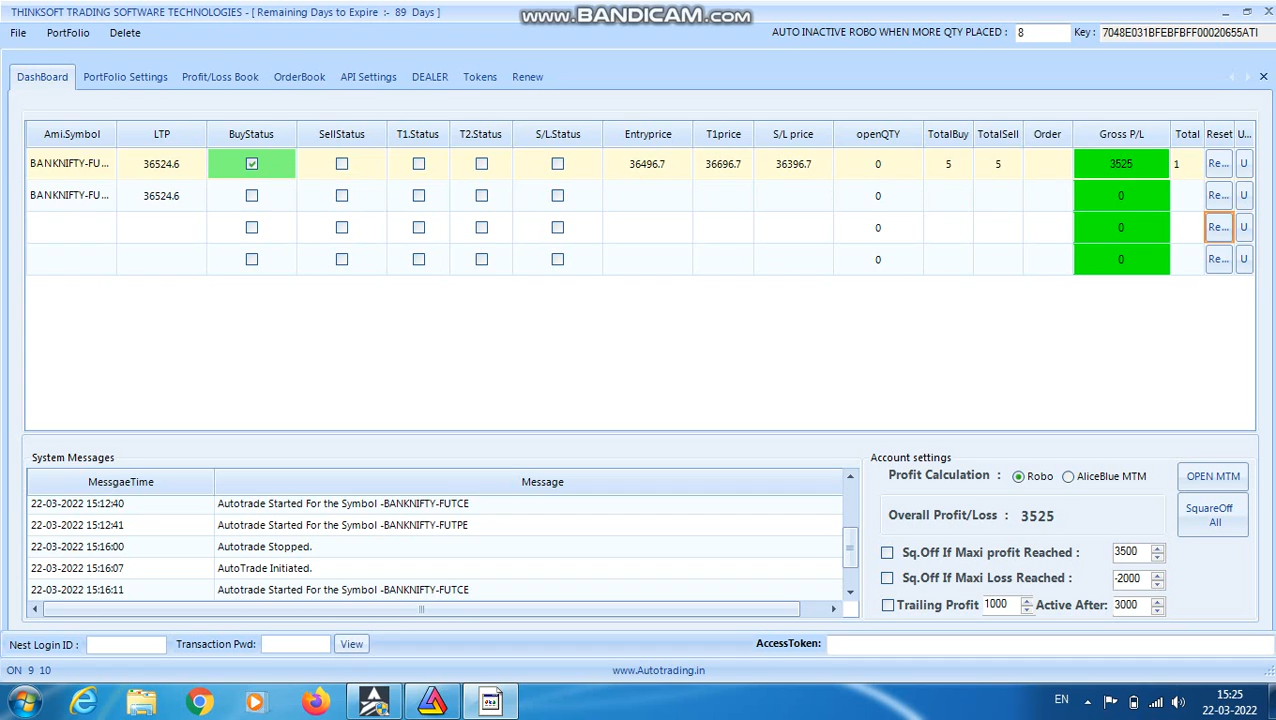 THINKSOFT TRADING SOFTWARE TECHNOLOGIES - [ Remaining Days to Expire :- 89 Days ]
www.BANDICAM.com
File PortFolio Delete
AUTO INACTIVE ROBO WHEN MORE QTY PLACED : 8 Key : 7048E031BFEBFBFF00020655ATI
DashBoard PortFolio Settings Profit/Loss Book OrderBook API Settings DEALER Tokens Renew
Ami.Symbol LTP BuyStatus SellStatus T1.Status T2.Status S/L.Status Entryprice T1price S/L price openQTY TotalBuy TotalSell Order Gross P/L Total Reset U...
BANKNIFTY-FU... 36524.6 36496.7 36696.7 36396.7 0 5 5 3525 1 Re... U
BANKNIFTY-FU... 36524.6 0 0 Re... U
0 0 Re... U
0 0 Re... U
System Messages
MessgaeTime Message
22-03-2022 15:12:40 Autotrade Started For the Symbol -BANKNIFTY-FUTCE
22-03-2022 15:12:41 Autotrade Started For the Symbol -BANKNIFTY-FUTPE
22-03-2022 15:16:00 Autotrade Stopped.
22-03-2022 15:16:07 AutoTrade Initiated.
22-03-2022 15:16:11 Autotrade Started For the Symbol -BANKNIFTY-FUTCE
Account settings
Profit Calculation : Robo AliceBlue MTM OPEN MTM
Overall Profit/Loss : 3525
SquareOff
All
Sq.Off If Maxi profit Reached : 3500
Sq.Off If Maxi Loss Reached : -2000
Trailing Profit 1000 Active After: 3000
Nest Login ID : Transaction Pwd: View AccessToken:
ON 9 10 www.Autotrading.in
EN 15:25
22-03-2022